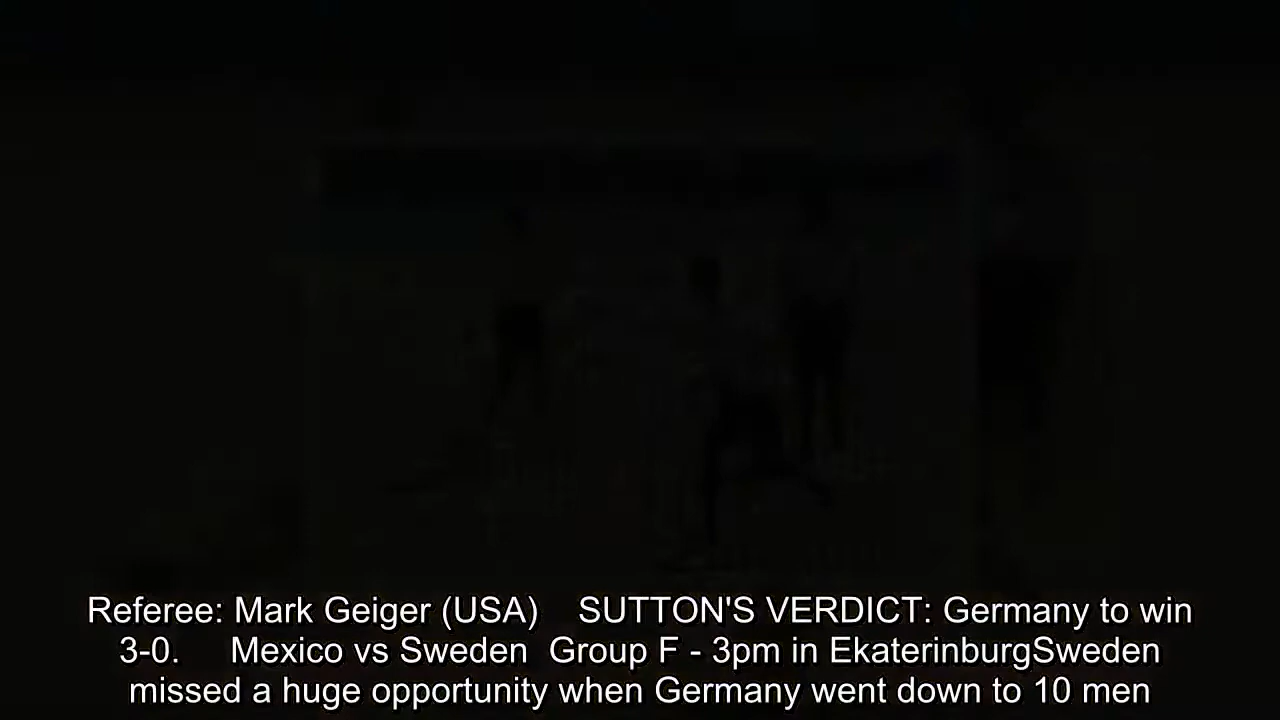 Referee: Mark Geiger (USA)    SUTTON'S VERDICT: Germany to win
3-0.     Mexico vs Sweden  Group F - 3pm in EkaterinburgSweden
missed a huge opportunity when Germany went down to 10 men